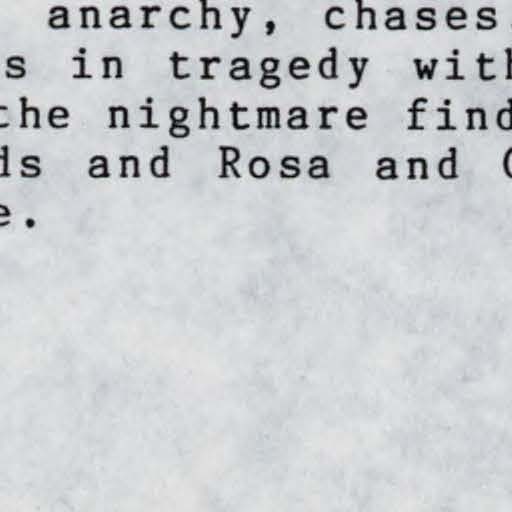 anarchy, chases
s in tragedy with
the nightmare find
ds and Rosa and
e.